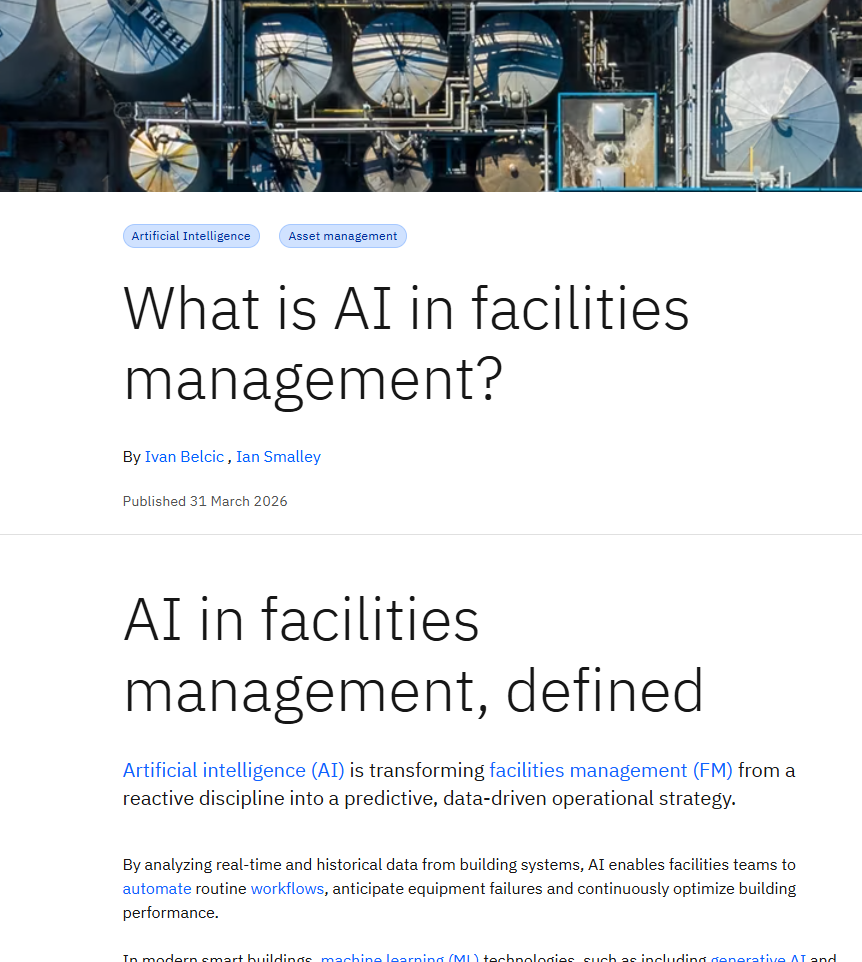 Artificial Intelligence
Asset management
What is AI in facilities
management?
By Ivan Belcic , Ian Smalley
Published 31 March 2026
AI in facilities
management, defined
Artificial intelligence (AI) is transforming facilities management (FM) from a
reactive discipline into a predictive, data-driven operational strategy.
By analyzing real-time and historical data from building systems, AI enables facilities teams to
automate routine workflows, anticipate equipment failures and continuously optimize building
performance.
In modern smart buildings, machine learning (ML) technologies, such as including generative AI and